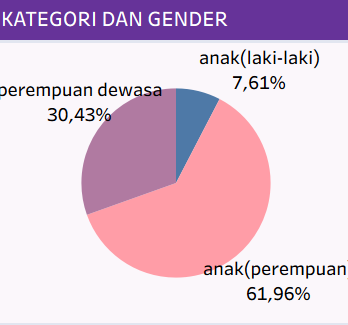 KATEGORI DAN GENDER
anak(laki-laki)
7,61%
perempuan dewasa
30,43%
anak(perempuan
61,96%